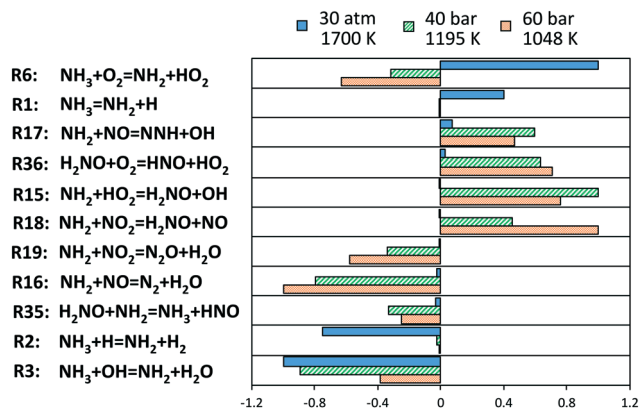 30 atm 40 bar 60 bar
1700 K 1195 K 1048 K
R6: NH₃+O₂=NH₂+HO₂
R1: NH₃=NH₂+H
R17: NH₂+NO=NNH+OH
R36: H₂NO+O₂=HNO+HO₂
R15: NH₂+HO₂=H₂NO+OH
R18: NH₂+NO₂=H₂NO+NO
R19: NH₂+NO₂=N₂O+H₂O
R16: NH₂+NO=N₂+H₂O
R35: H₂NO+NH₂=NH₃+HNO
R2: NH₃+H=NH₂+H₂
R3: NH₃+OH=NH₂+H₂O
-1.2 -0.8 -0.4 0 0.4 0.8 1.2